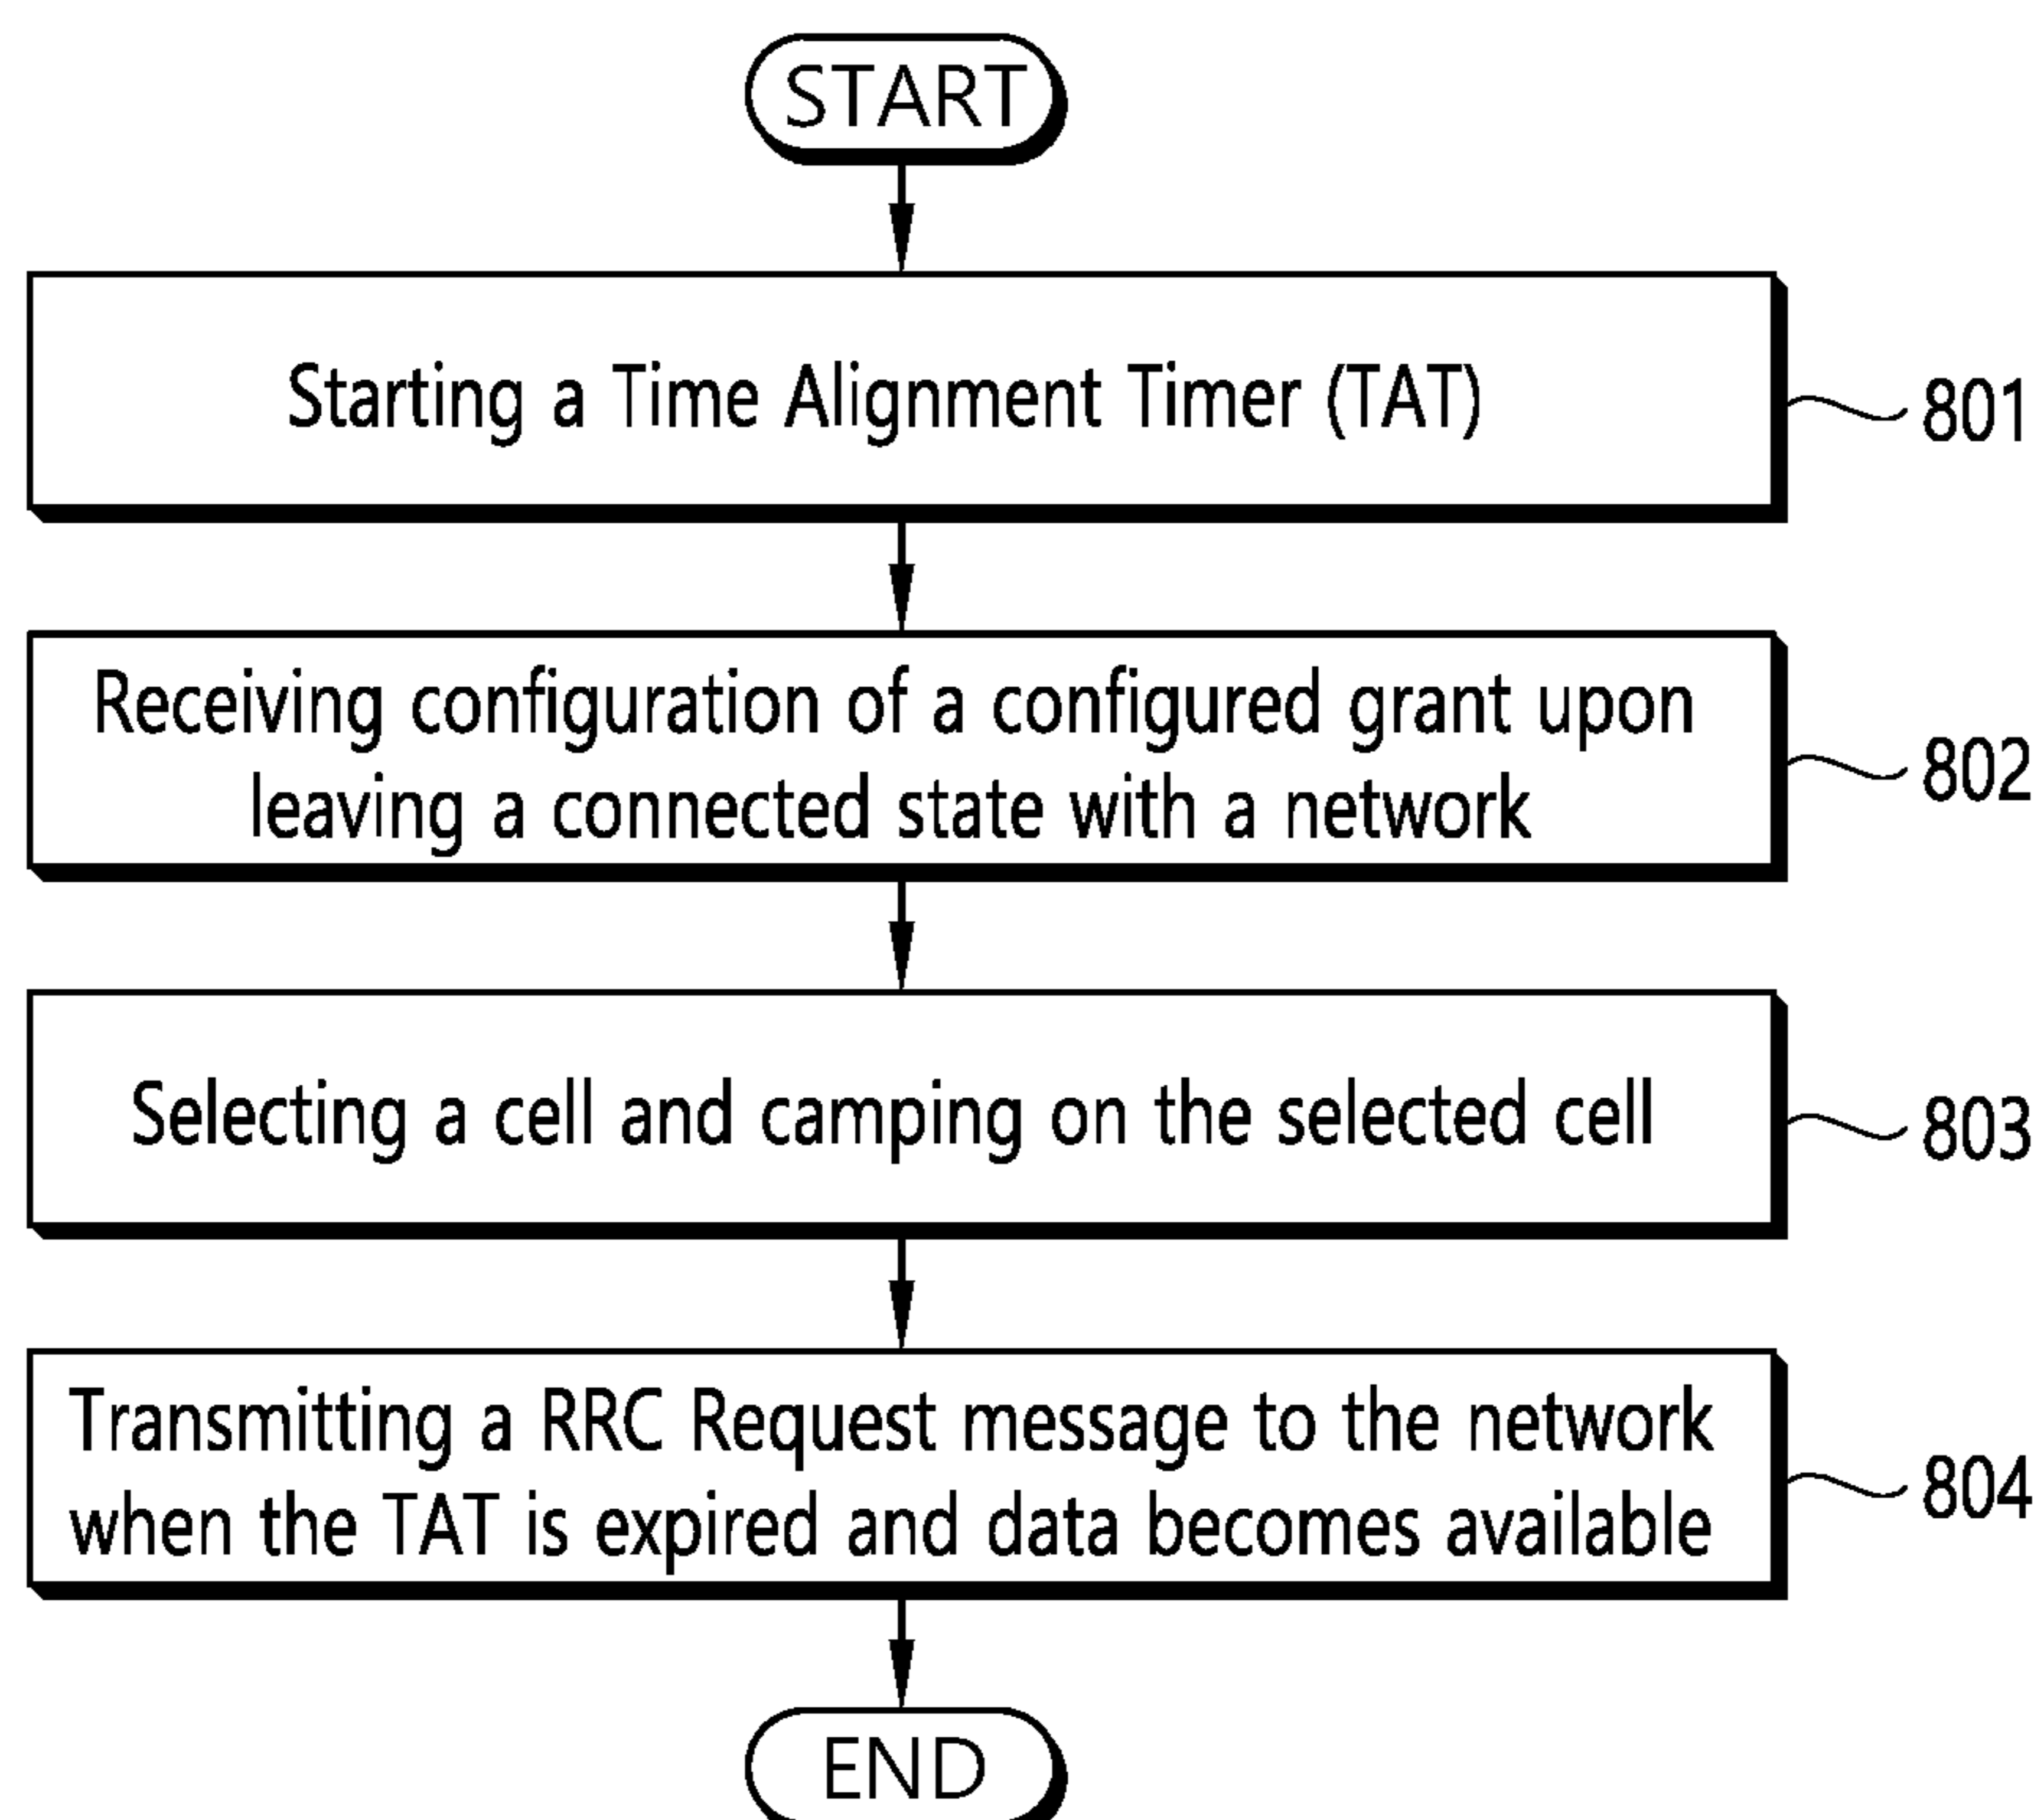 START
Starting a Time Alignment Timer (TAT)
801
Receiving configuration of a configured grant upon
leaving a connected state with a network
802
Selecting a cell and camping on the selected cell
803
Transmitting a RRC Request message to the network
when the TAT is expired and data becomes available
804
END